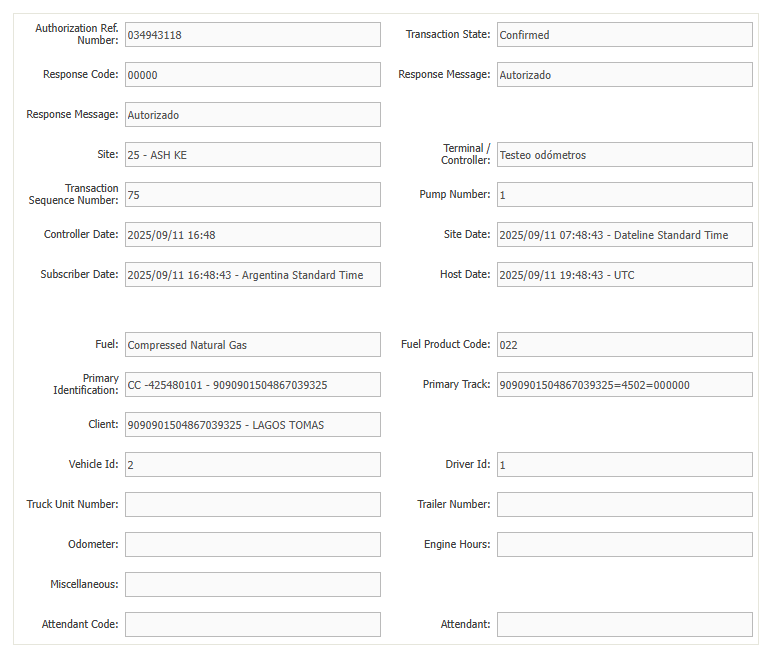 Authorization Ref. Number: 034943118
Transaction State: Confirmed
Response Code: 00000
Response Message: Autorizado
Response Message: Autorizado
Site: 25 - ASH KE
Terminal / Controller: Testeo odómetros
Transaction Sequence Number: 75
Pump Number: 1
Controller Date: 2025/09/11 16:48
Site Date: 2025/09/11 07:48:43 - Dateline Standard Time
Subscriber Date: 2025/09/11 16:48:43 - Argentina Standard Time
Host Date: 2025/09/11 19:48:43 - UTC
Fuel: Compressed Natural Gas
Fuel Product Code: 022
Primary Identification: CC -425480101 - 9090901504867039325
Primary Track: 9090901504867039325=4502=000000
Client: 9090901504867039325 - LAGOS TOMAS
Vehicle Id: 2
Driver Id: 1
Truck Unit Number:
Trailer Number:
Odometer:
Engine Hours:
Miscellaneous:
Attendant Code:
Attendant: